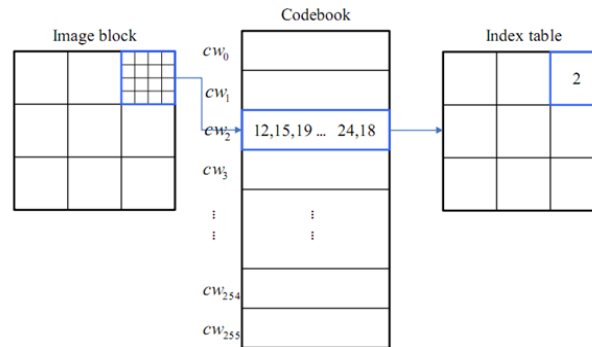 Image block
Codebook
Index table
cw0
cw1
cw2
12,15,19 ... 24,18
2
cw3
⋮ ⋮
⋮
cw254
cw255